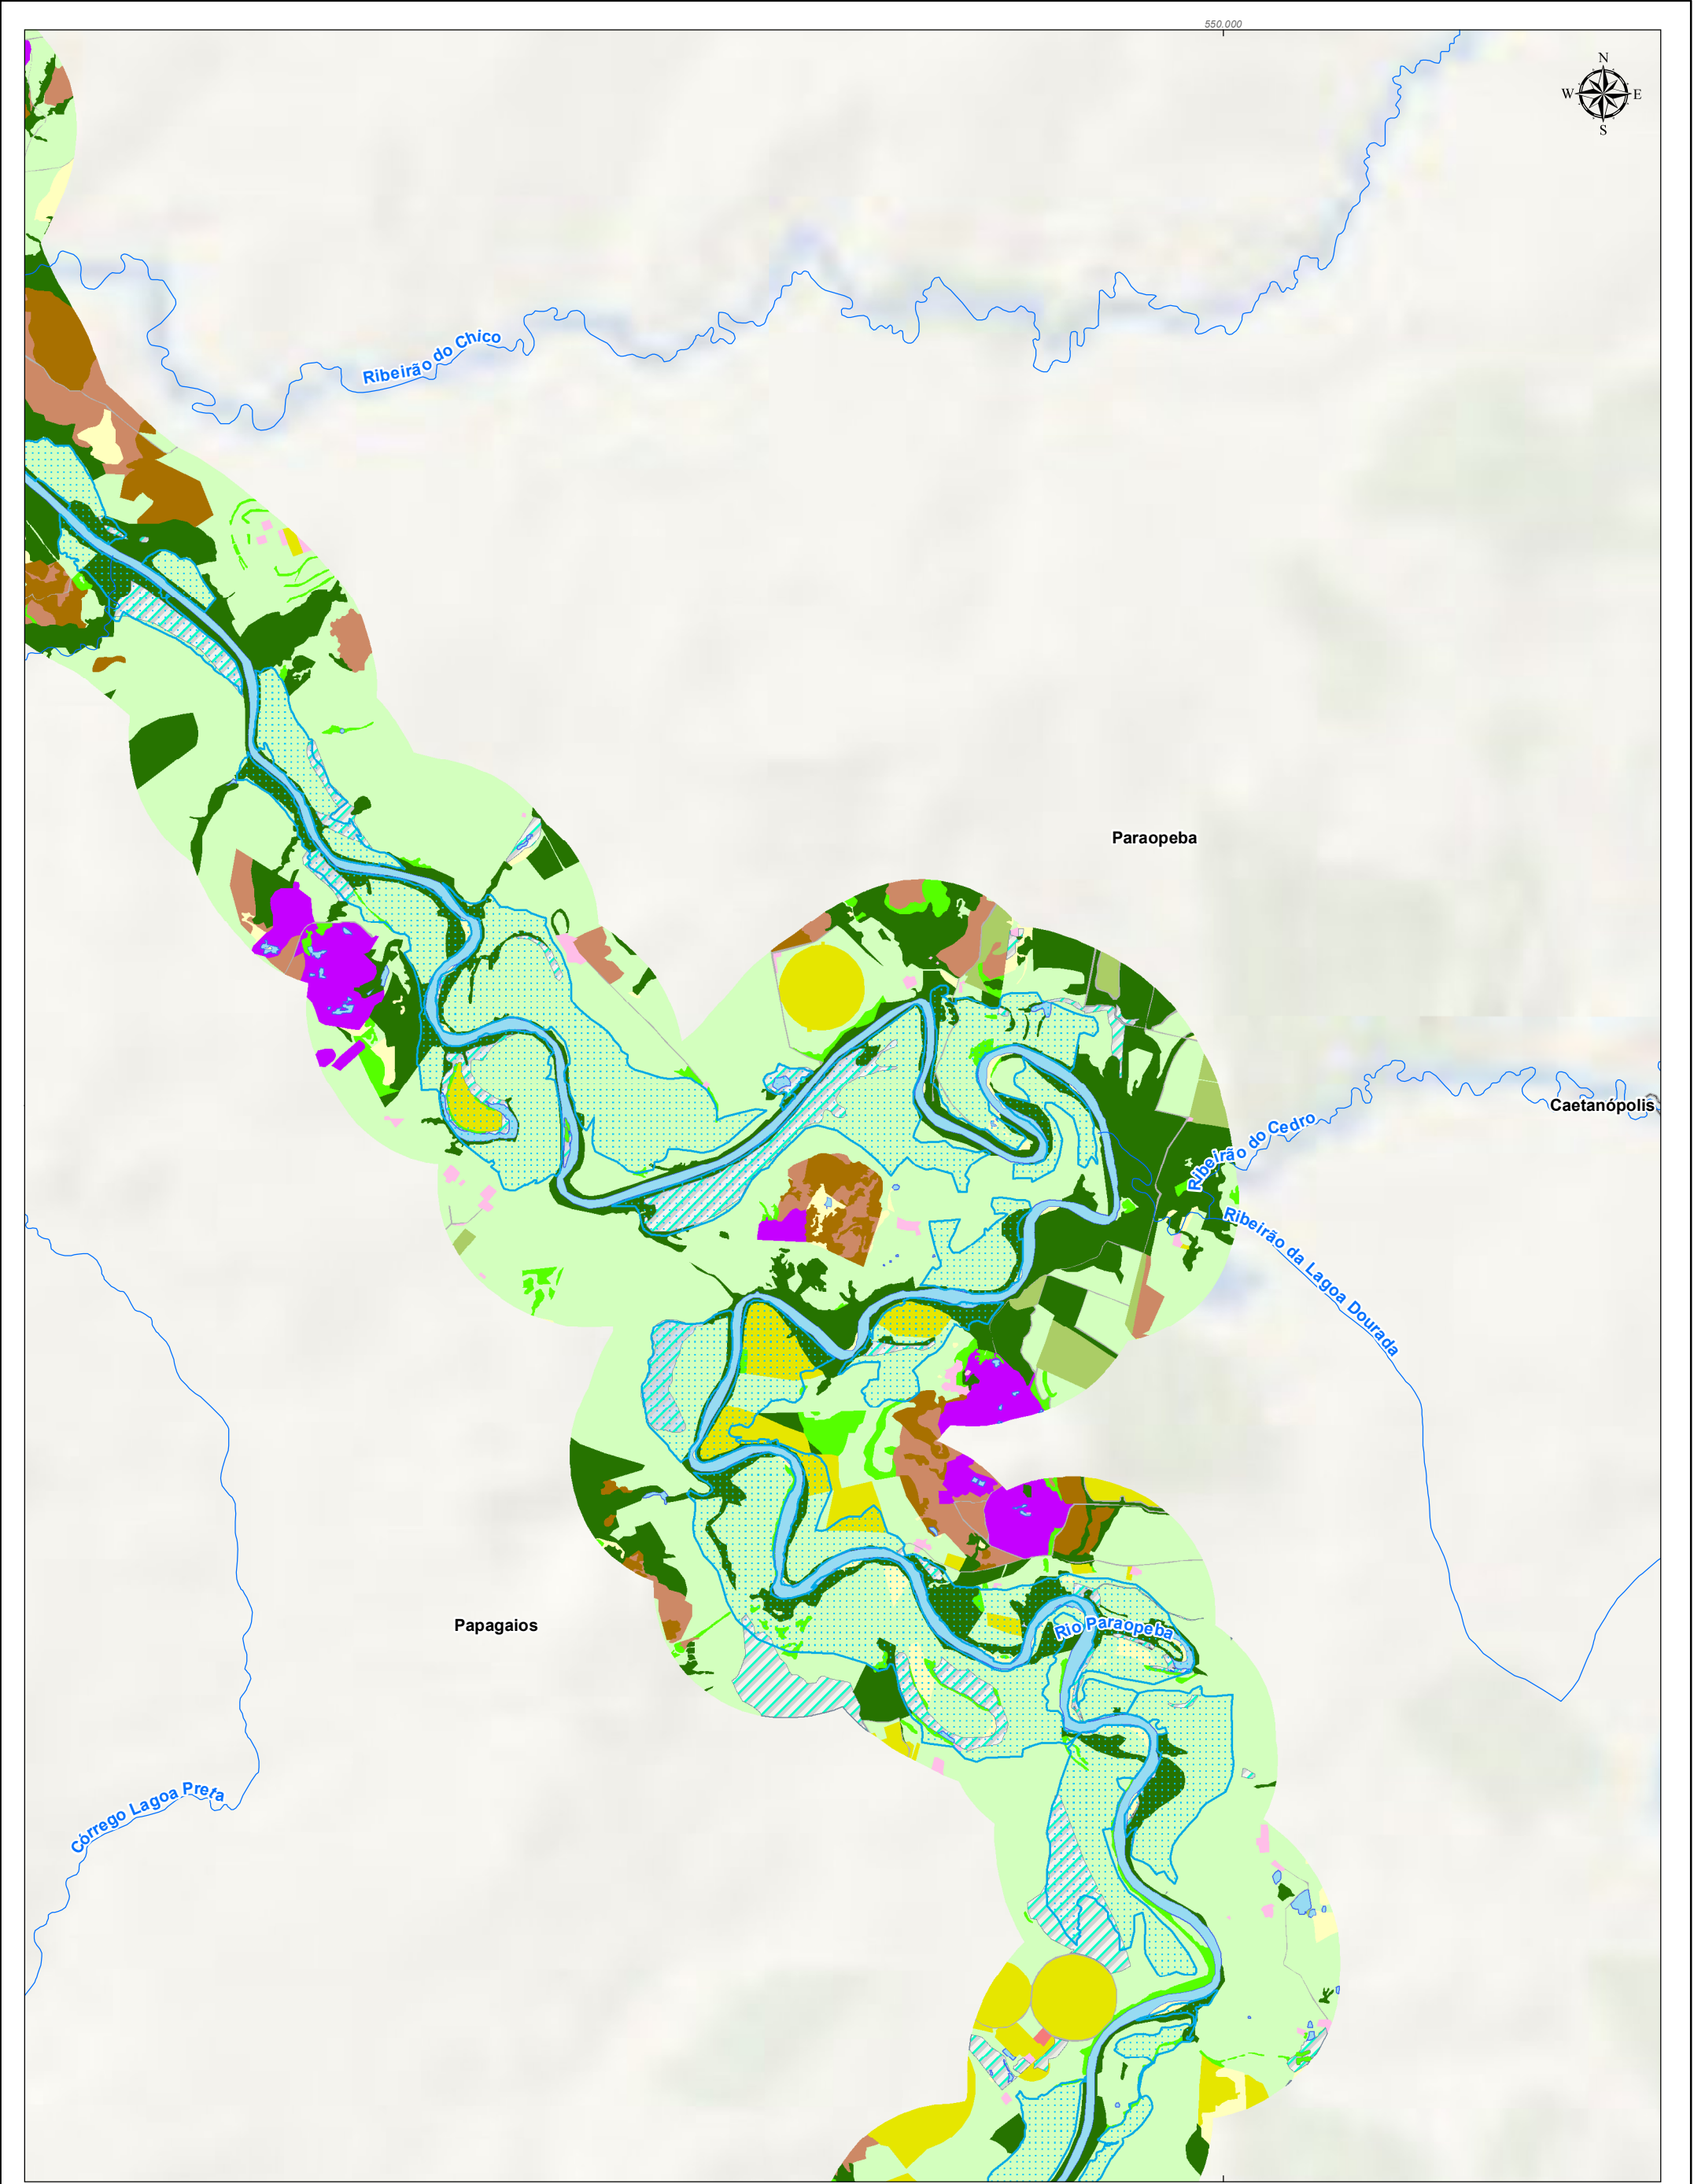 550.000
N
W E
S
Ribeirão do Chico
Paraopeba
Caetanópolis
Ribeirão do Cedro
Ribeirão da Lagoa Dourada
Papagaios
Rio Paraopeba
Córrego Lagoa Preta